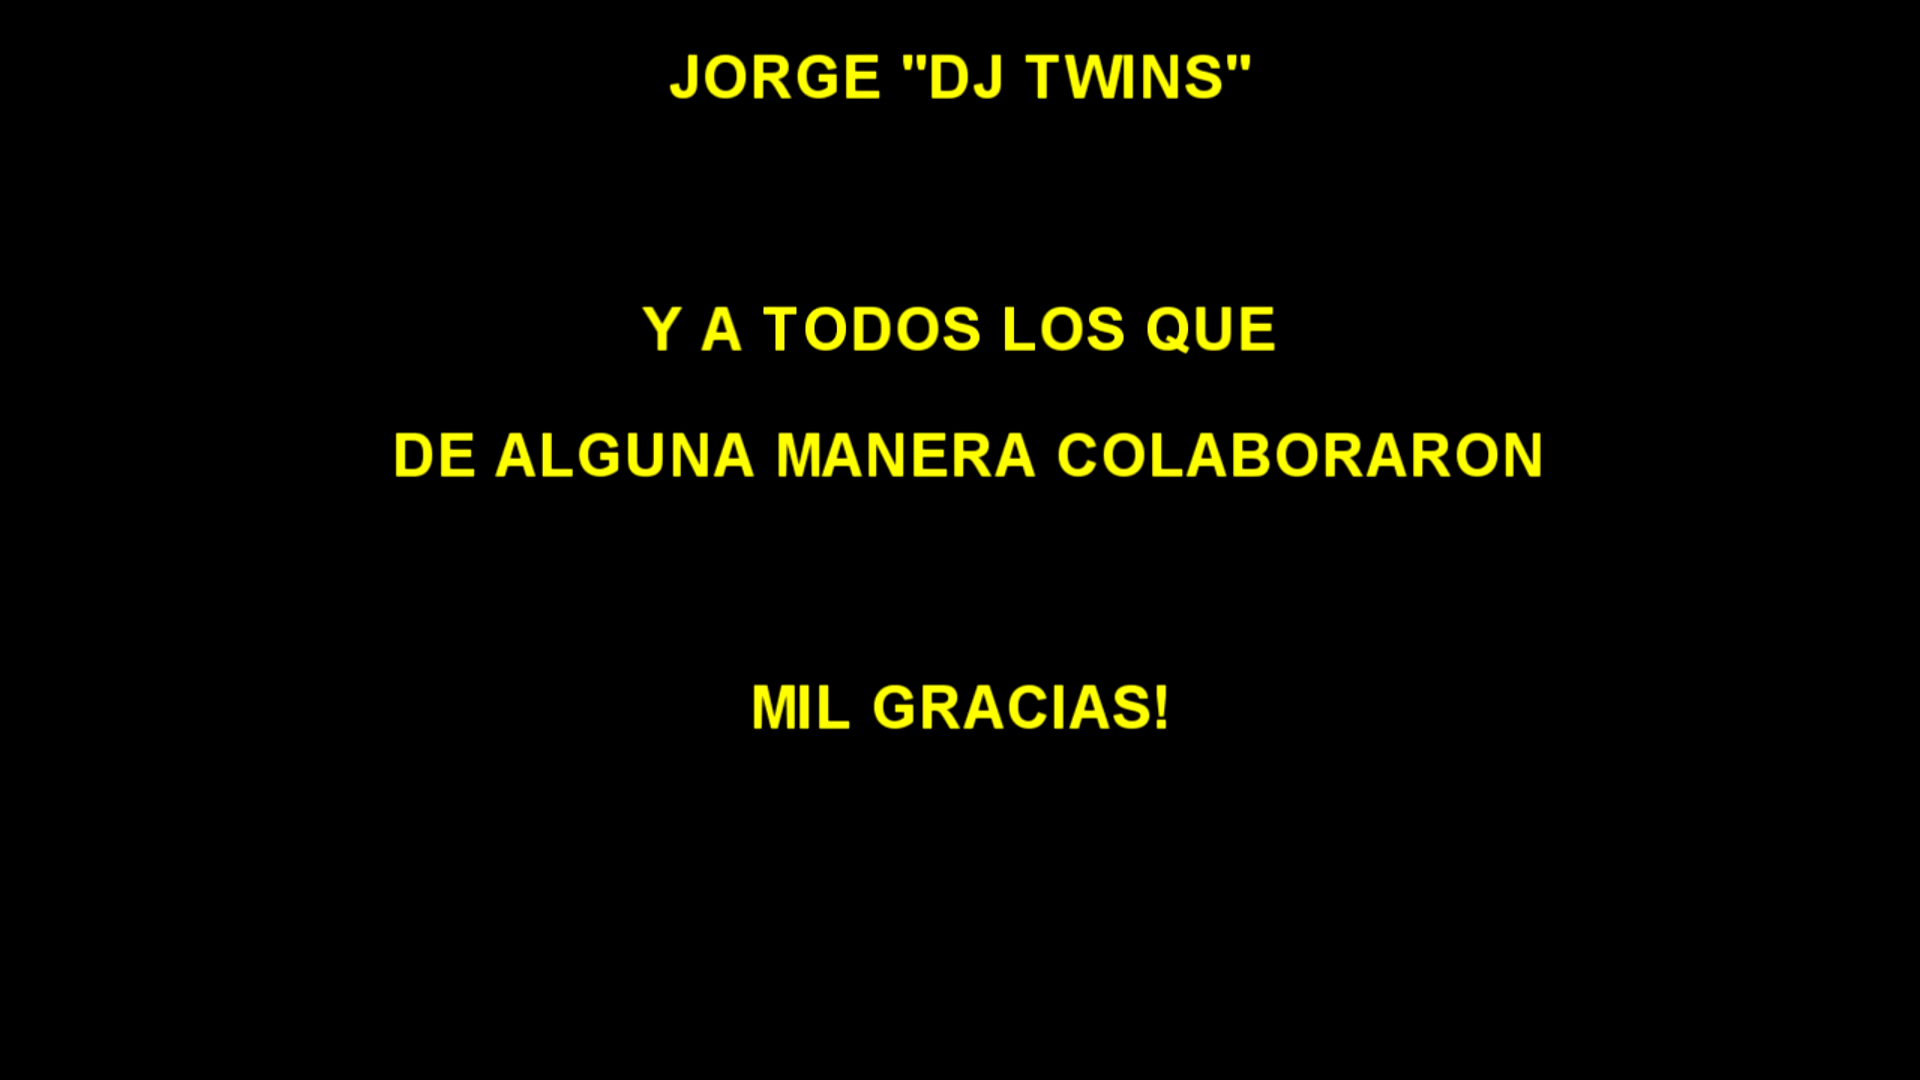 JORGE "DJ TWINS"
Y A TODOS LOS QUE
DE ALGUNA MANERA COLABORARON
MIL GRACIAS!